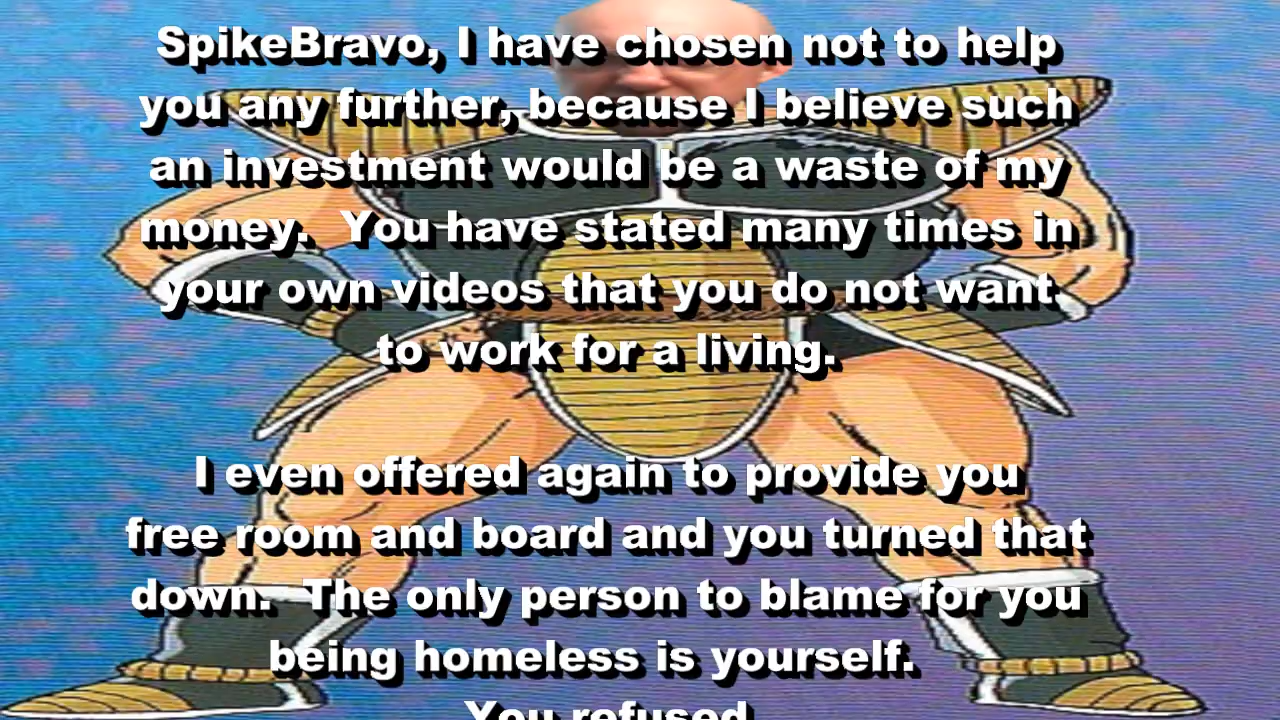 SpikeBravo, I have chosen not to help
you any further, because I believe such
an investment would be a waste of my
money.  You have stated many times in
your own videos that you do not want
to work for a living.
I even offered again to provide you
free room and board and you turned that
down.  The only person to blame for you
being homeless is yourself.
You refused